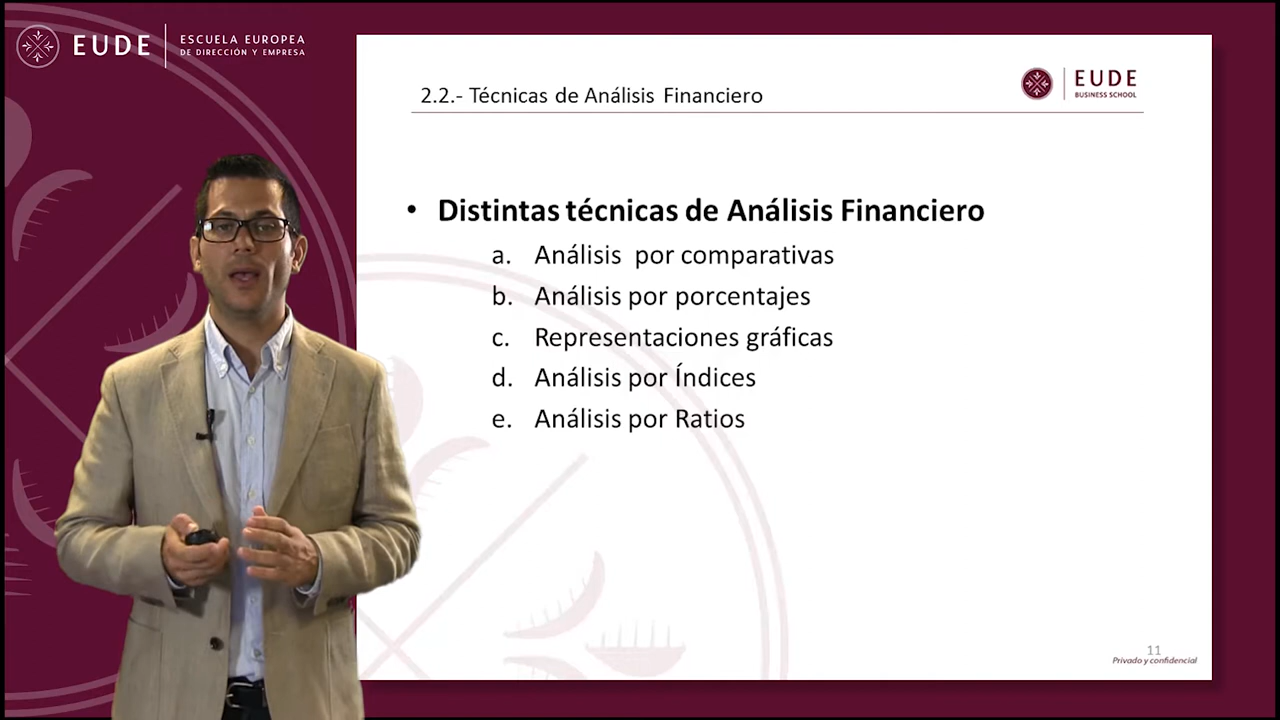 EUDE
ESCUELA EUROPEA
DE DIRECCIÓN Y EMPRESA
2.2.- Técnicas de Análisis Financiero
EUDE
BUSINESS SCHOOL
• Distintas técnicas de Análisis Financiero
a. Análisis por comparativas
b. Análisis por porcentajes
c. Representaciones gráficas
d. Análisis por Índices
e. Análisis por Ratios
11
Privado y confidencial